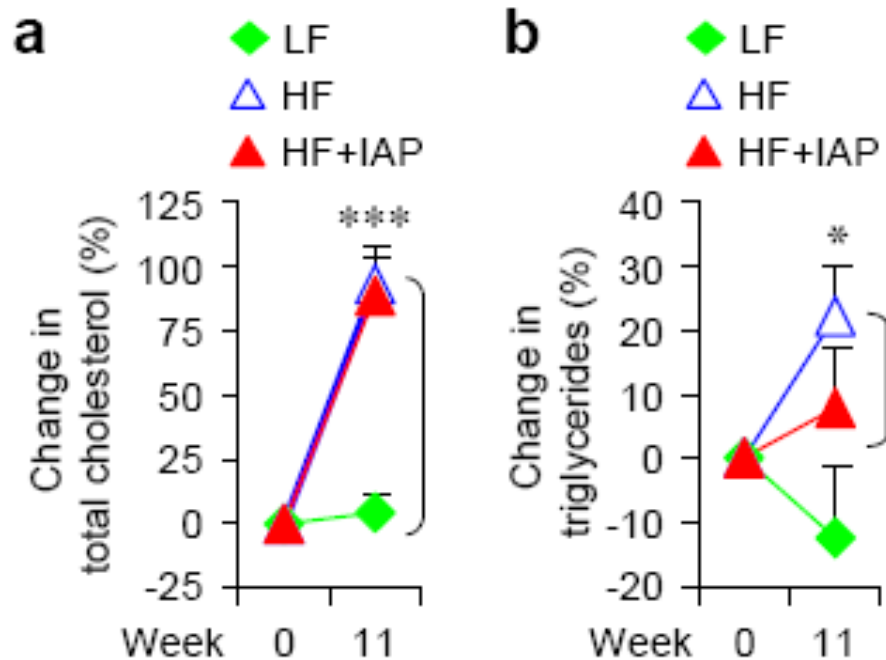 a
LF
HF
HF+IAP
Change in
total cholesterol (%)
125
100
75
50
25
0
-25
***
Week 0 11
b
LF
HF
HF+IAP
Change in
triglycerides (%)
40
30
20
10
0
-10
-20
*
Week 0 11